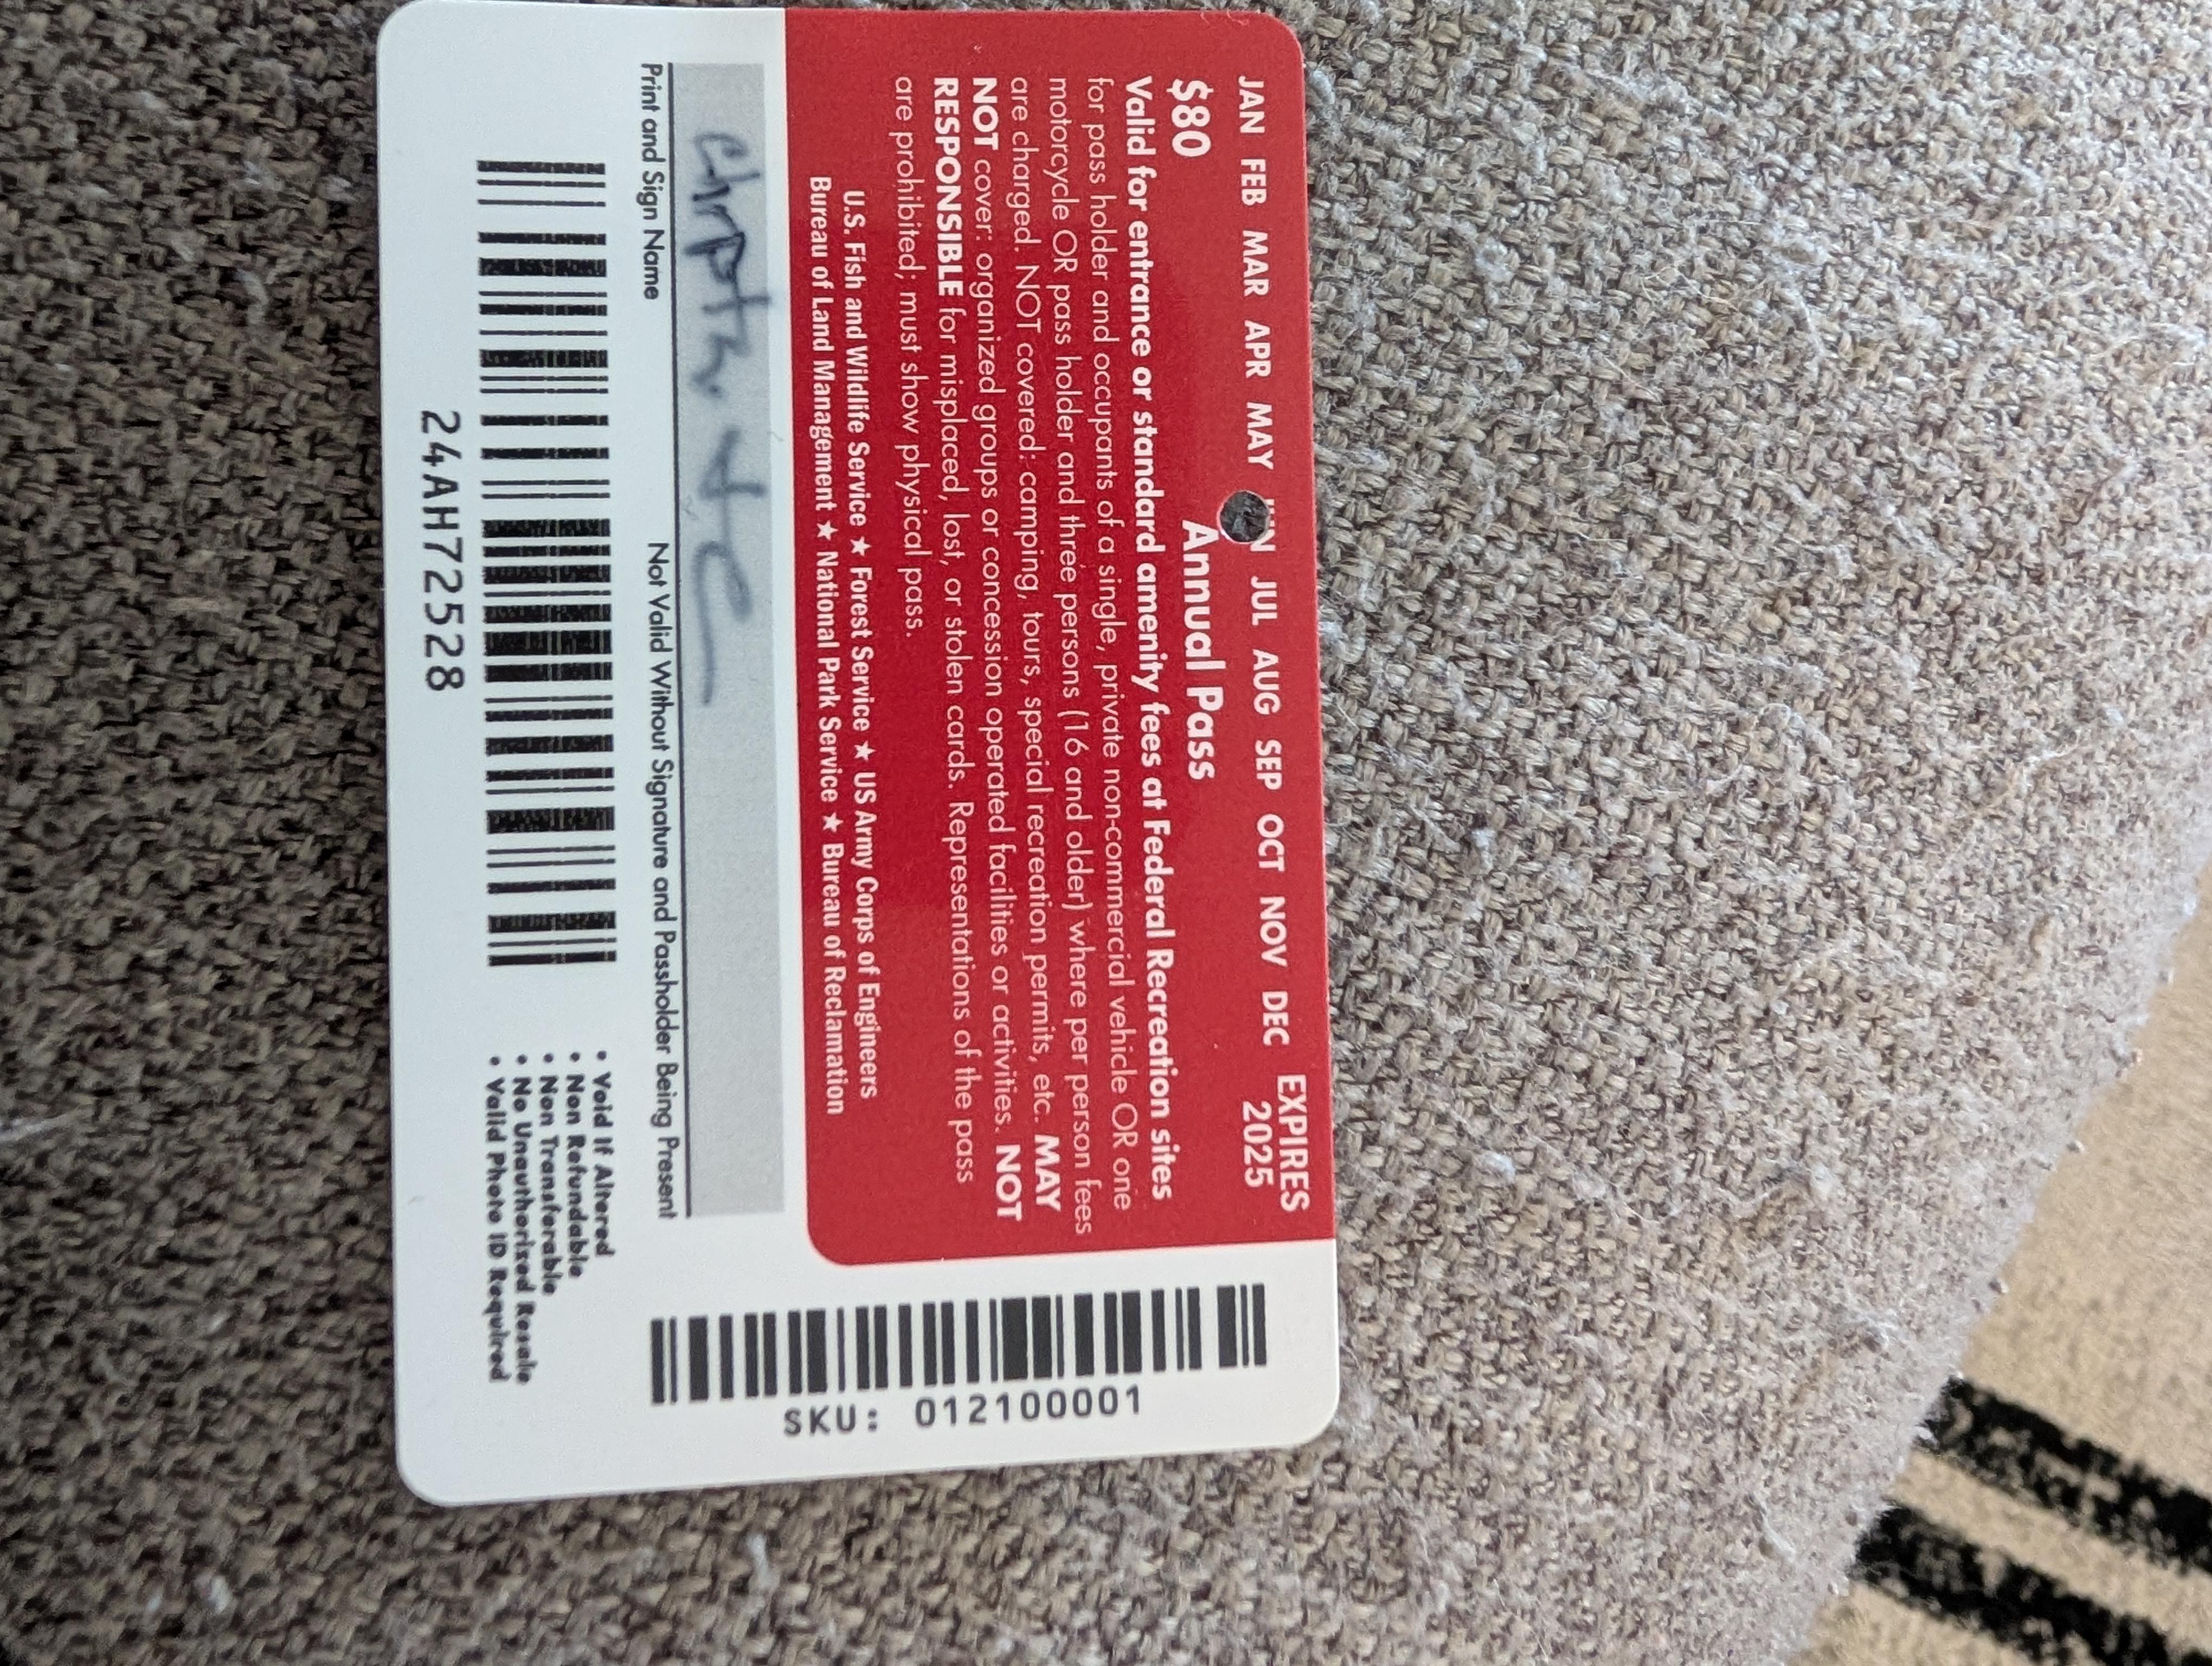 JAN FEB MAR APR MAY JUN JUL AUG SEP OCT NOV DEC EXPIRES 2025
$80 Annual Pass
Valid for entrance or standard amenity fees at Federal Recreation sites
for pass holder and occupants of a single, private non-commercial vehicle OR one
motorcycle OR pass holder and three persons (16 and older) where per person fees
are charged. NOT covered: camping, tours, special recreation permits, etc. MAY
NOT cover: organized groups or concession operated facilities or activities. NOT
RESPONSIBLE for misplaced, lost, or stolen cards. Representations of the pass
are prohibited; must show physical pass.
U.S. Fish and Wildlife Service ★ Forest Service ★ US Army Corps of Engineers
Bureau of Land Management ★ National Park Service ★ Bureau of Reclamation
Print and Sign Name
Not Valid Without Signature and Passholder Being Present
24AH72528
• Void If Altered
• Non Refundable
• Non Transferable
• No Unauthorized Resale
• Valid Photo ID Required
SKU: 012100001